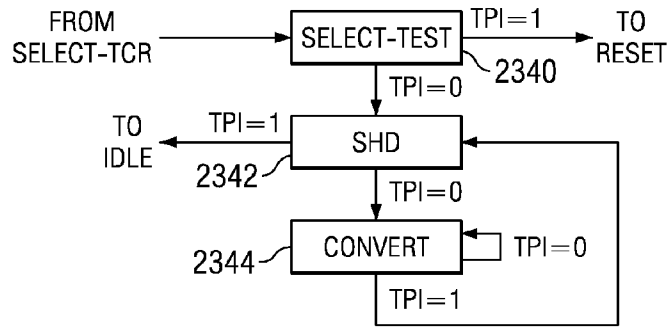 FROM
SELECT-TCR
SELECT-TEST
TPI=1
TO
RESET
2340
TPI=0
TO
IDLE
TPI=1
SHD
2342
TPI=0
CONVERT
TPI=0
2344
TPI=1